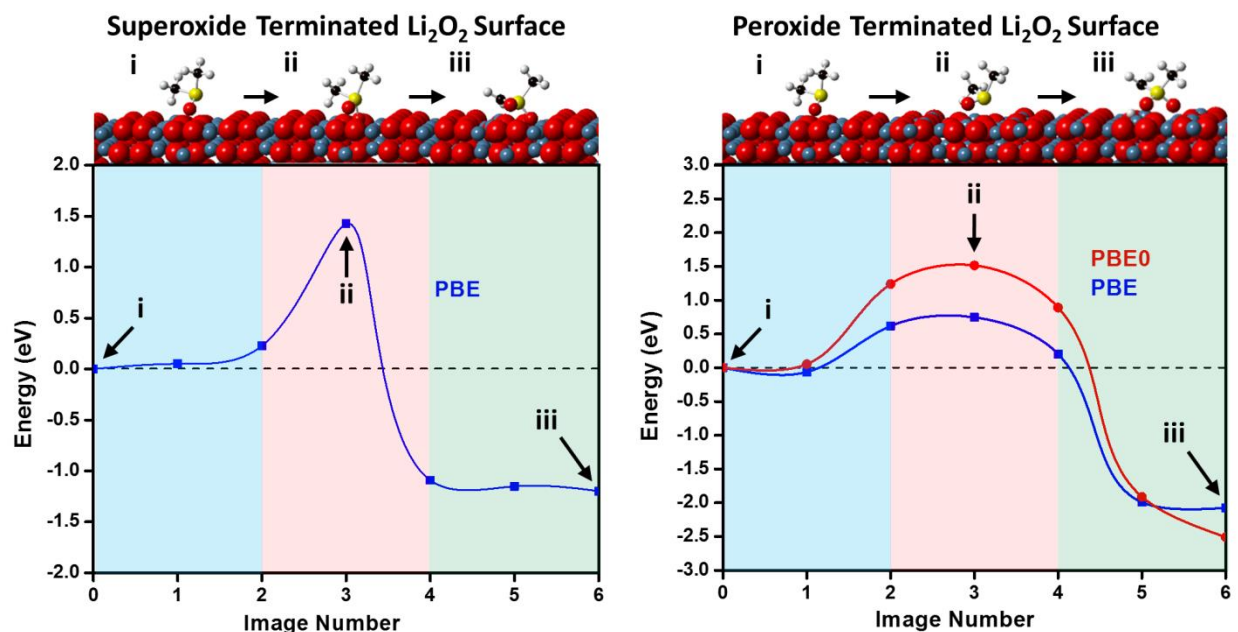 Superoxide Terminated Li₂O₂ Surface
i ii iii
2.0
1.5
1.0
0.5
0.0
-0.5
-1.0
-1.5
-2.0
Energy (eV)
i
ii
PBE
iii
0 1 2 3 4 5 6
Image Number
Peroxide Terminated Li₂O₂ Surface
i ii iii
3.0
2.5
2.0
1.5
1.0
0.5
0.0
-0.5
-1.0
-1.5
-2.0
-2.5
-3.0
Energy (eV)
i
ii
PBE0
PBE
iii
0 1 2 3 4 5 6
Image Number